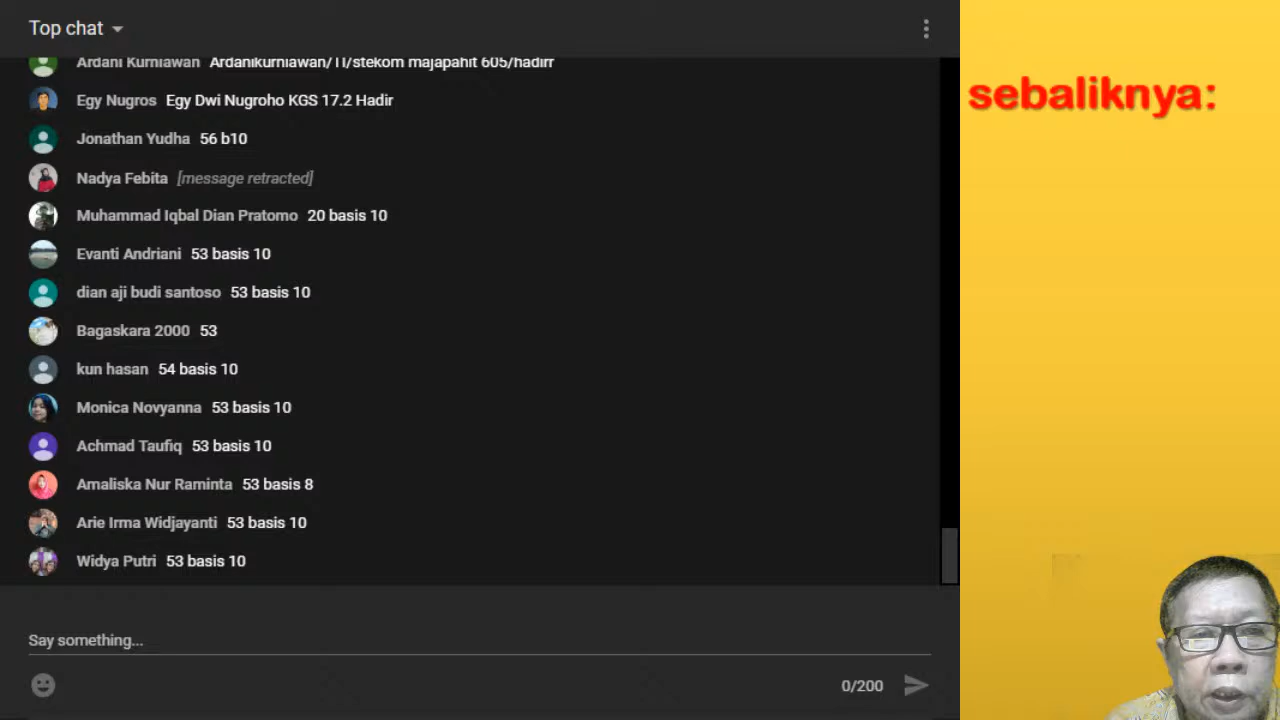 Top chat
Ardani Kurniawan Ardanikurniawan/TI/stekom majapahit 605/hadirr
Egy Nugros Egy Dwi Nugroho KGS 17.2 Hadir
Jonathan Yudha 56 b10
Nadya Febita [message retracted]
Muhammad Iqbal Dian Pratomo 20 basis 10
Evanti Andriani 53 basis 10
dian aji budi santoso 53 basis 10
Bagaskara 2000 53
kun hasan 54 basis 10
Monica Novyanna 53 basis 10
Achmad Taufiq 53 basis 10
Amaliska Nur Raminta 53 basis 8
Arie Irma Widjayanti 53 basis 10
Widya Putri 53 basis 10
Say something...
0/200
sebaliknya: